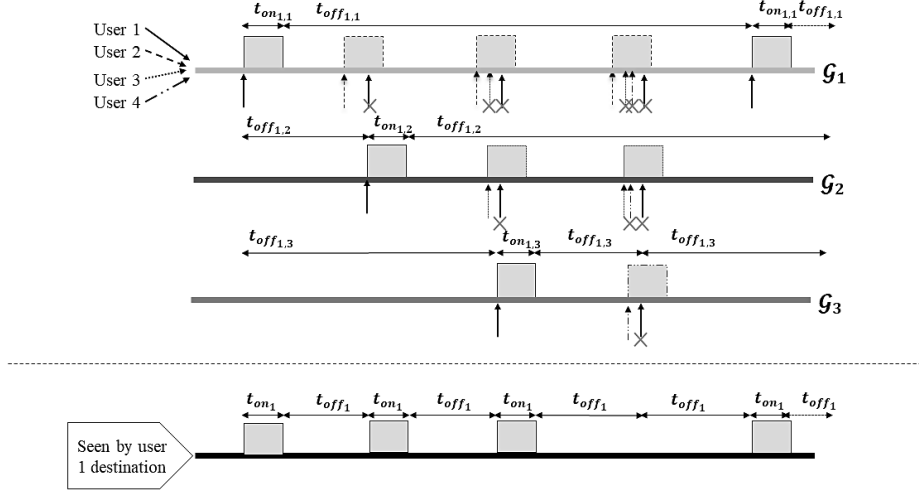 t_{on_{1,1}} t_{off_{1,1}} t_{on_{1,1}} t_{off_{1,1}}
User 1
User 2
User 3
User 4
𝒢_1
t_{off_{1,2}} t_{on_{1,2}} t_{off_{1,2}}
𝒢_2
t_{off_{1,3}} t_{on_{1,3}} t_{off_{1,3}} t_{off_{1,3}}
𝒢_3
t_{on_1} t_{off_1} t_{on_1} t_{off_1} t_{on_1} t_{off_1} t_{off_1} t_{on_1} t_{off_1}
Seen by user
1 destination